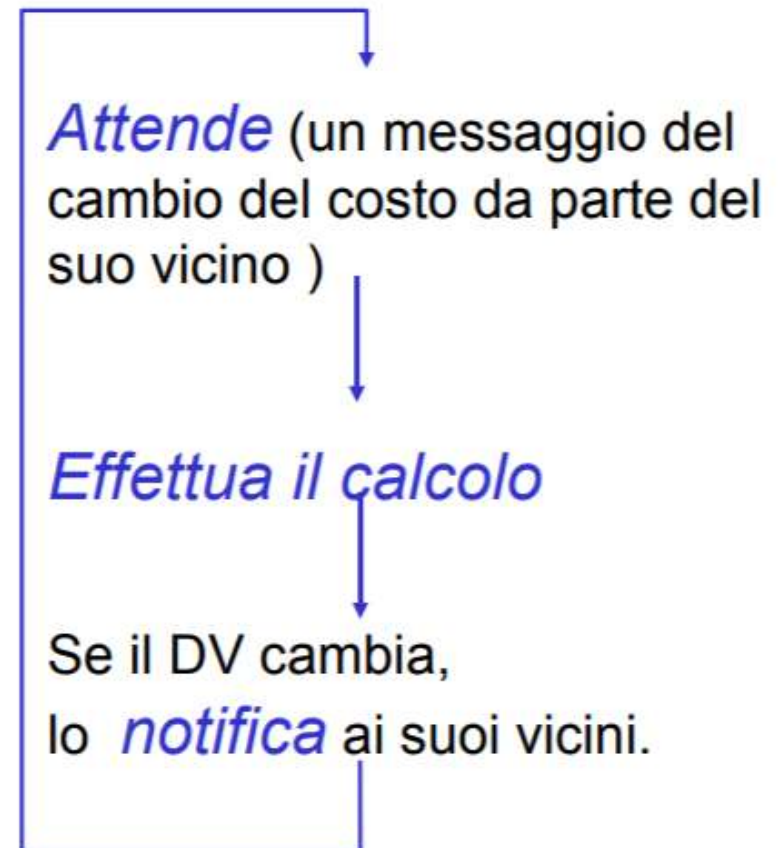 Attende (un messaggio del
cambio del costo da parte del
suo vicino )
Effettua il calcolo
Se il DV cambia,
lo notifica ai suoi vicini.